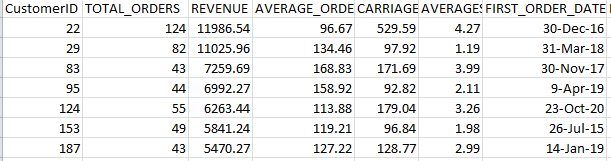 CustomerID TOTAL_ORDERS REVENUE AVERAGE_ORDE CARRIAGE AVERAGES FIRST_ORDER_DATE
22 124 11986.54 96.67 529.59 4.27 30-Dec-16
29 82 11025.96 134.46 97.92 1.19 31-Mar-18
83 43 7259.69 168.83 171.69 3.99 30-Nov-17
95 44 6992.27 158.92 92.82 2.11 9-Apr-19
124 55 6263.44 113.88 179.04 3.26 23-Oct-20
153 49 5841.24 119.21 96.84 1.98 26-Jul-15
187 43 5470.27 127.22 128.77 2.99 14-Jan-19